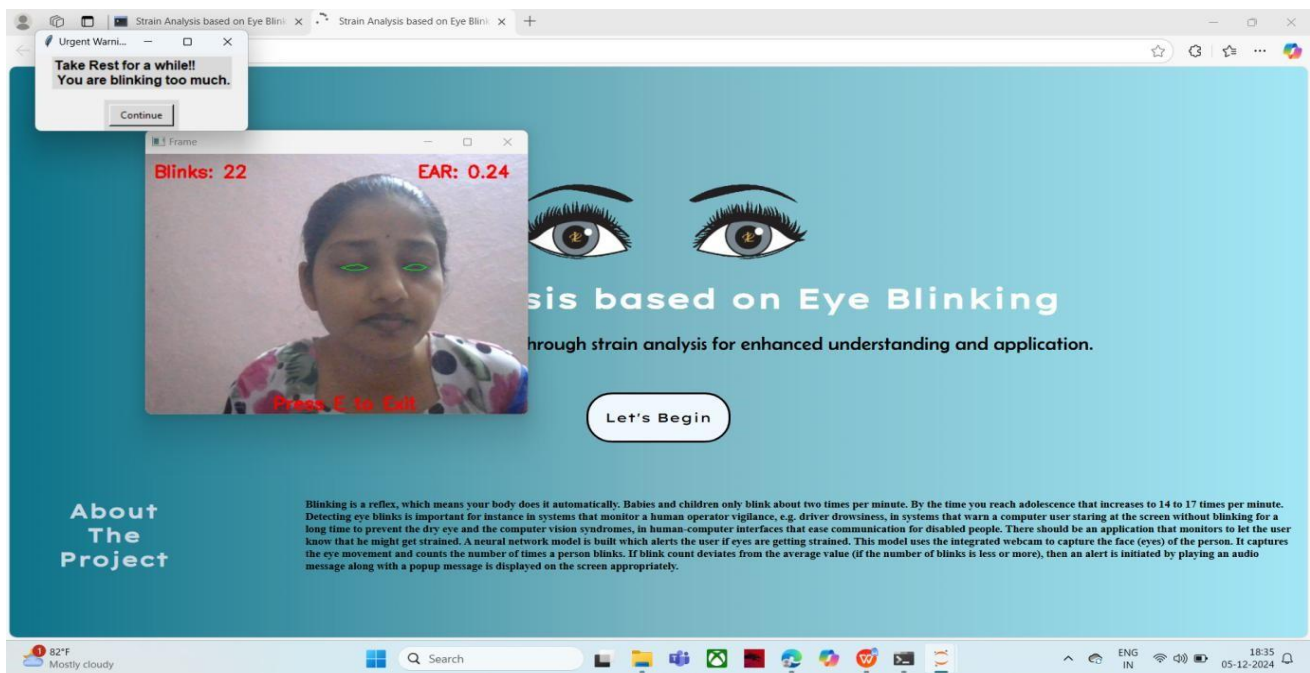 Strain Analysis based on Eye Blink
Strain Analysis based on Eye Blink
Urgent Warni...
Take Rest for a while!!
You are blinking too much.
Continue
Frame
Blinks: 22
EAR: 0.24
Press E to Exit
sis based on Eye Blinking
hrough strain analysis for enhanced understanding and application.
Let's Begin
About
The
Project
Blinking is a reflex, which means your body does it automatically. Babies and children only blink about two times per minute. By the time you reach adolescence that increases to 14 to 17 times per minute.
Detecting eye blinks is important for instance in systems that monitor a human operator vigilance, e.g. driver drowsiness, in systems that warn a computer user staring at the screen without blinking for a
long time to prevent the dry eye and the computer vision syndromes, in human-computer interfaces that ease communication for disabled people. There should be an application that monitors to let the user
know that he might get strained. A neural network model is built which alerts the user if eyes are getting strained. This model uses the integrated webcam to capture the face (eyes) of the person. It captures
the eye movement and counts the number of times a person blinks. If blink count deviates from the average value (if the number of blinks is less or more), then an alert is initiated by playing an audio
message along with a popup message is displayed on the screen appropriately.
1
82°F
Mostly cloudy
Search
ENG
IN
18:35
05-12-2024